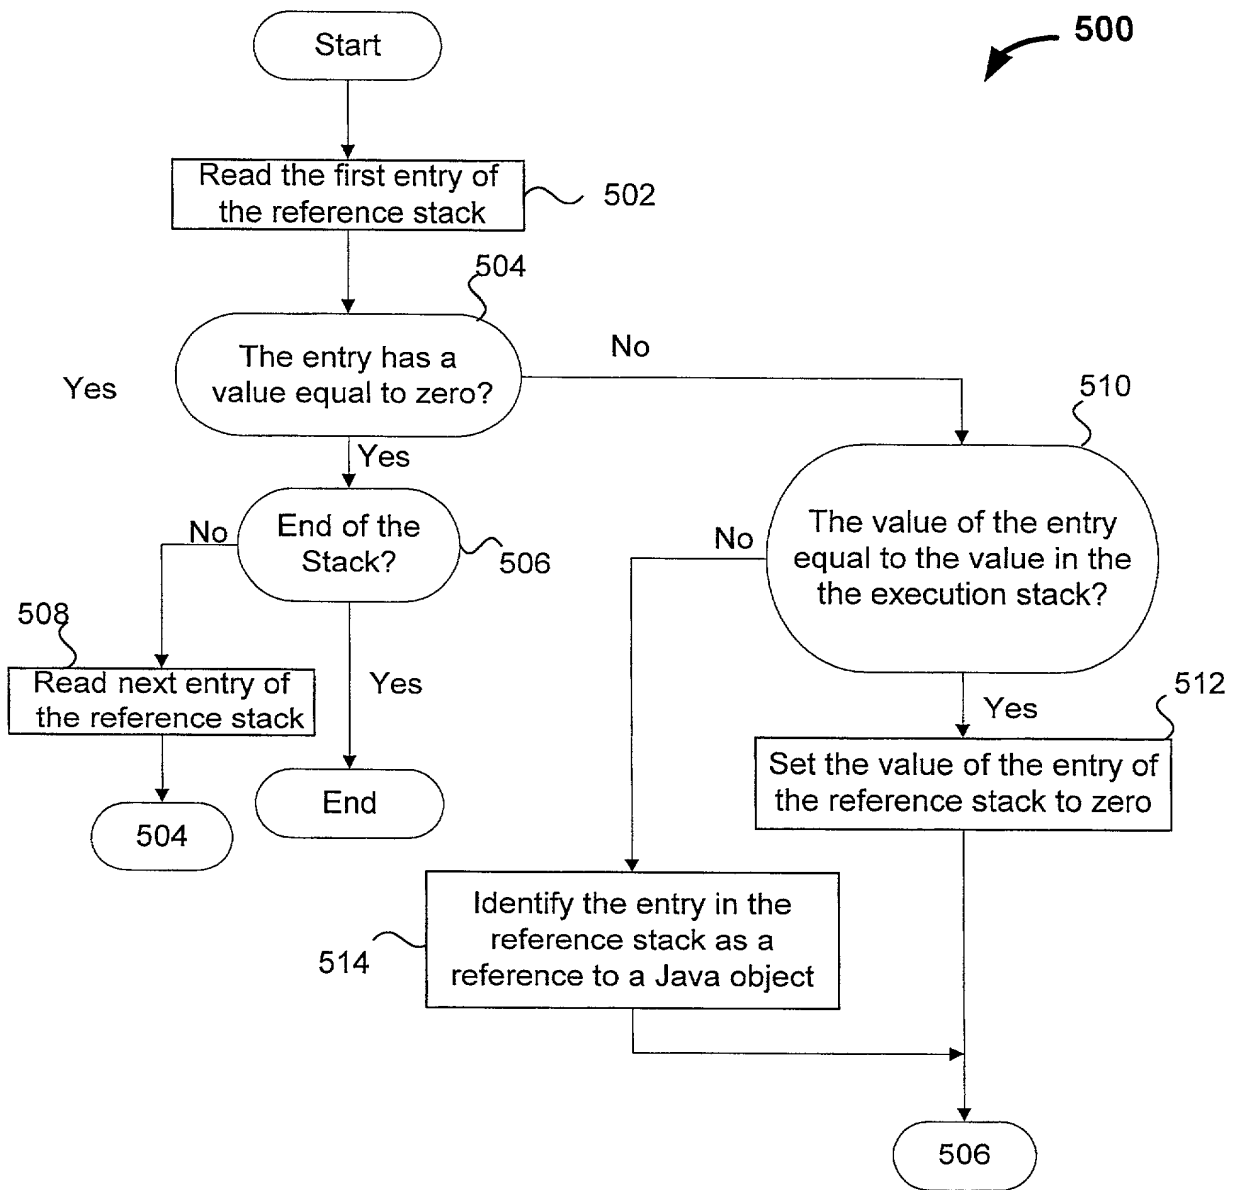 Start
500
Read the first entry of
the reference stack
502
504
The entry has a
value equal to zero?
No
Yes
510
Yes
End of the
Stack?
No
506
The value of the entry
equal to the value in the
the execution stack?
No
508
Read next entry of
the reference stack
Yes
512
Yes
Set the value of the entry of
the reference stack to zero
End
504
Identify the entry in the
reference stack as a
reference to a Java object
514
506